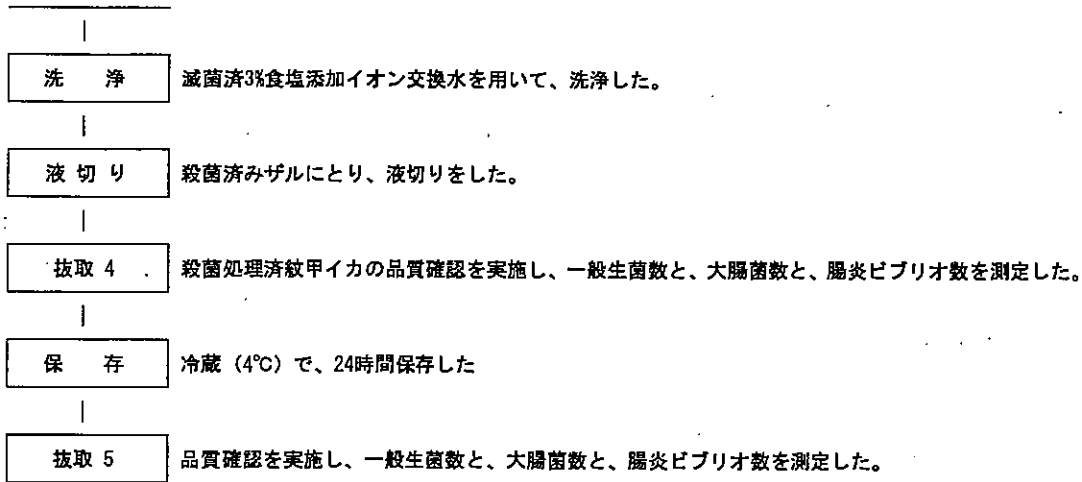 洗　浄　滅菌済3%食塩添加イオン交換水を用いて、洗浄した。
液切り　殺菌済みザルにとり、液切りをした。
抜取 4　殺菌処理済紋甲イカの品質確認を実施し、一般生菌数と、大腸菌数と、腸炎ビブリオ数を測定した。
保　存　冷蔵（4℃）で、24時間保存した
抜取 5　品質確認を実施し、一般生菌数と、大腸菌数と、腸炎ビブリオ数を測定した。